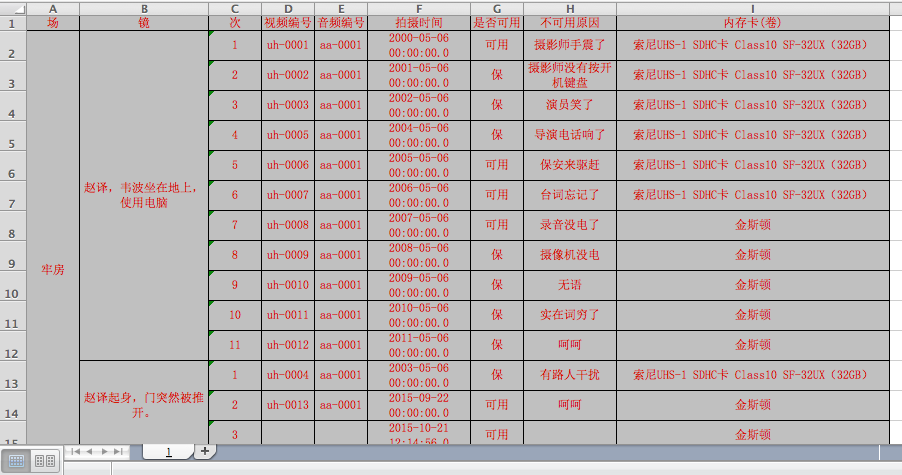 A B C D E F G H I
1 场 镜 次 视频编号 音频编号 拍摄时间 是否可用 不可用原因 内存卡(卷)
2 1 uh-0001 aa-0001 2000-05-06 00:00:00.0 可用 摄影师手震了 索尼UHS-1 SDHC卡 Class10 SF-32UX（32GB）
3 2 uh-0002 aa-0001 2001-05-06 00:00:00.0 保 摄影师没有按开机键盘 索尼UHS-1 SDHC卡 Class10 SF-32UX（32GB）
4 3 uh-0003 aa-0001 2002-05-06 00:00:00.0 保 演员笑了 索尼UHS-1 SDHC卡 Class10 SF-32UX（32GB）
5 4 uh-0005 aa-0001 2004-05-06 00:00:00.0 保 导演电话响了 索尼UHS-1 SDHC卡 Class10 SF-32UX（32GB）
6 5 uh-0006 aa-0001 2005-05-06 00:00:00.0 可用 保安来驱赶 索尼UHS-1 SDHC卡 Class10 SF-32UX（32GB）
赵译，韦波坐在地上，
使用电脑
7 6 uh-0007 aa-0001 2006-05-06 00:00:00.0 可用 台词忘记了 索尼UHS-1 SDHC卡 Class10 SF-32UX（32GB）
8 7 uh-0008 aa-0001 2007-05-06 00:00:00.0 可用 录音没电了 金斯顿
9 8 uh-0009 aa-0001 2008-05-06 00:00:00.0 保 摄像机没电 金斯顿
牢房
10 9 uh-0010 aa-0001 2009-05-06 00:00:00.0 保 无语 金斯顿
11 10 uh-0011 aa-0001 2010-05-06 00:00:00.0 保 实在词穷了 金斯顿
12 11 uh-0012 aa-0001 2011-05-06 00:00:00.0 保 呵呵 金斯顿
13 1 uh-0004 aa-0001 2003-05-06 00:00:00.0 保 有路人干扰 索尼UHS-1 SDHC卡 Class10 SF-32UX（32GB）
赵译起身，门突然被推
开。
14 2 uh-0013 aa-0001 2015-09-22 00:00:00.0 可用 呵呵 金斯顿
15 3 2015-10-21 12:14:56.0 可用 金斯顿
1